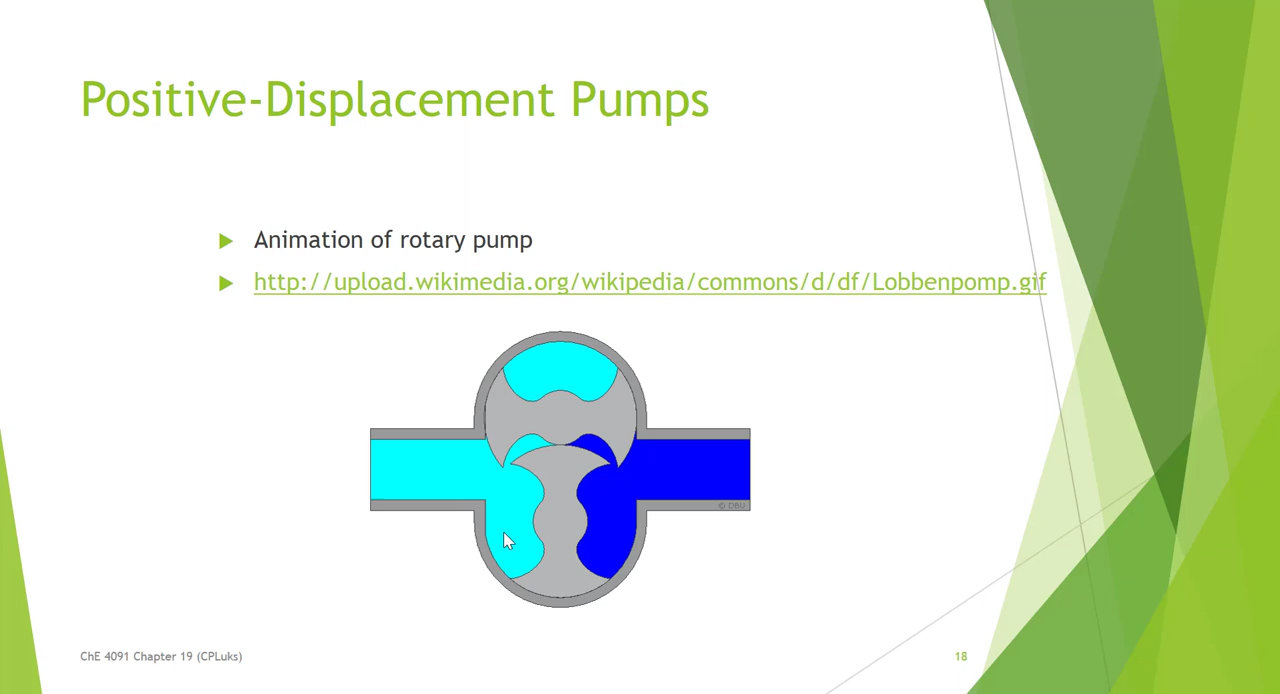 Positive-Displacement Pumps
Animation of rotary pump
http://upload.wikimedia.org/wikipedia/commons/d/df/Lobbenpomp.gif
© DBU
ChE 4091 Chapter 19 (CPLuks)
18